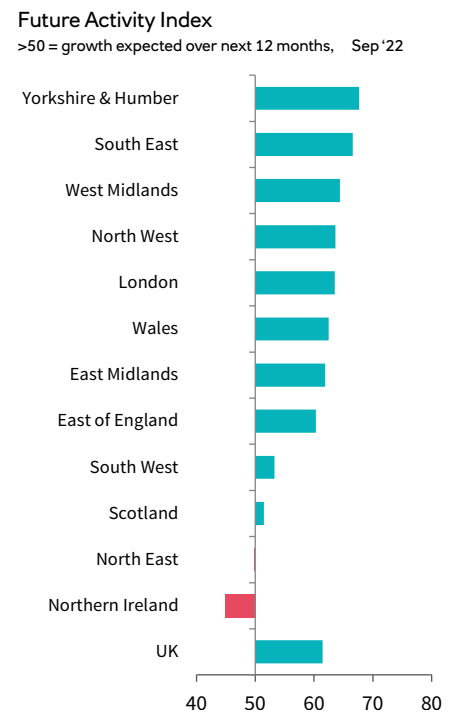 Future Activity Index
>50 = growth expected over next 12 months, Sep ‘22
Yorkshire & Humber
South East
West Midlands
North West
London
Wales
East Midlands
East of England
South West
Scotland
North East
Northern Ireland
UK
40 50 60 70 80